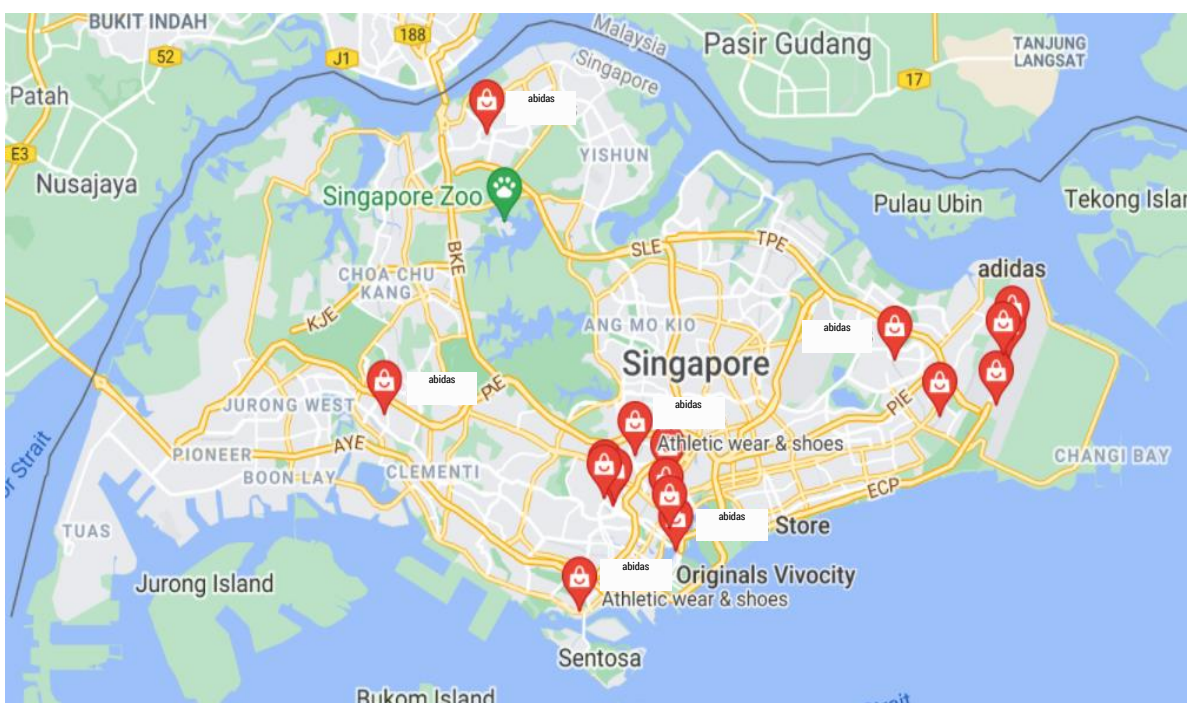 BUKIT INDAH
188
Malaysia
Singapore
Pasir Gudang
TANJUNG
LANGSAT
52
J1
17
Patah
abidas
E3
YISHUN
Nusajaya
Singapore Zoo
Pulau Ubin
Tekong Islan
BKE
SLE
TPE
CHOA CHU
KANG
adidas
KJE
ANG MO KIO
abidas
Singapore
abidas
PIE
JURONG WEST
abidas
PIE
AYE
Athletic wear & shoes
PIONEER
BOON LAY
CLEMENTI
CHANGI BAY
ECP
Strait
TUAS
abidas
Store
abidas
Originals Vivocity
Jurong Island
Athletic wear & shoes
Sentosa
Bukom Island